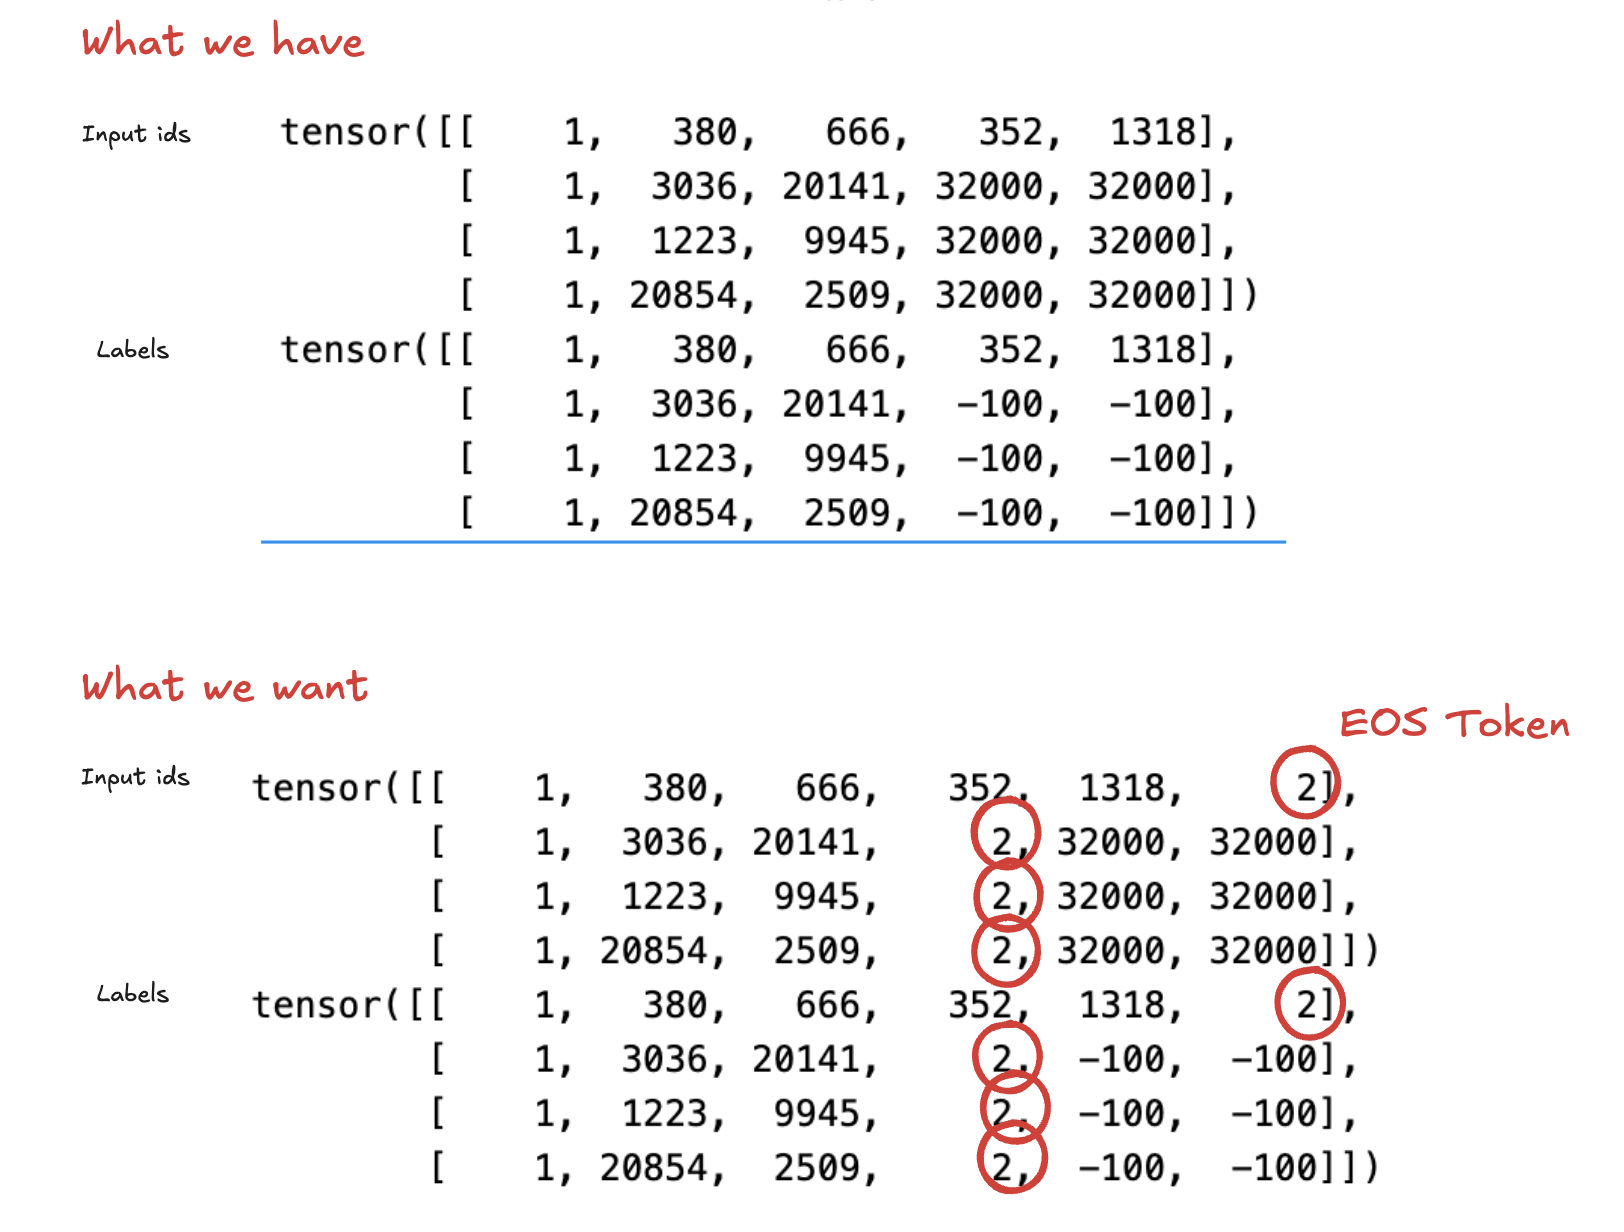 What we have
Input ids tensor([[ 1, 380, 666, 352, 1318],
[ 1, 3036, 20141, 32000, 32000],
[ 1, 1223, 9945, 32000, 32000],
[ 1, 20854, 2509, 32000, 32000]])
Labels tensor([[ 1, 380, 666, 352, 1318],
[ 1, 3036, 20141, -100, -100],
[ 1, 1223, 9945, -100, -100],
[ 1, 20854, 2509, -100, -100]])
What we want
EOS Token
Input ids tensor([[ 1, 380, 666, 352, 1318, 2],
[ 1, 3036, 20141, 2, 32000, 32000],
[ 1, 1223, 9945, 2, 32000, 32000],
[ 1, 20854, 2509, 2, 32000, 32000]])
Labels tensor([[ 1, 380, 666, 352, 1318, 2],
[ 1, 3036, 20141, 2, -100, -100],
[ 1, 1223, 9945, 2, -100, -100],
[ 1, 20854, 2509, 2, -100, -100]])